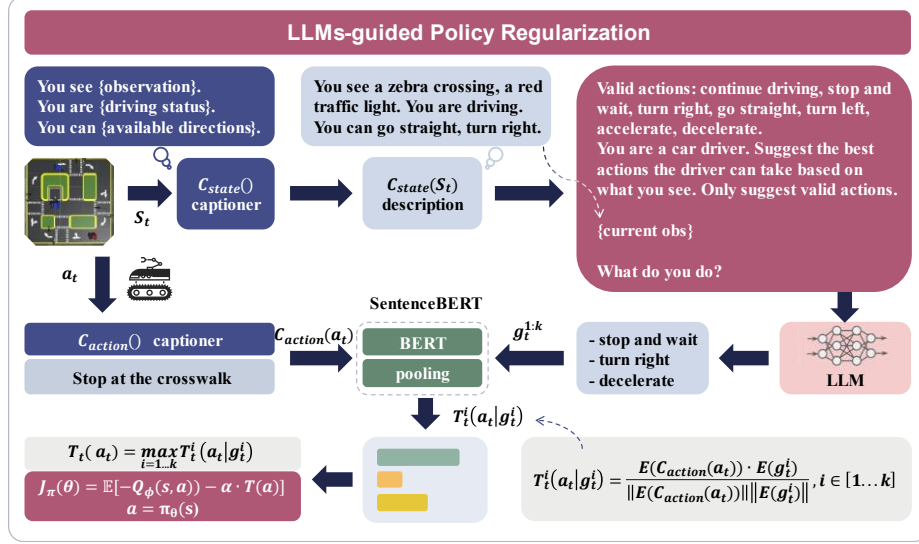 LLMs-guided Policy Regularization
You see {observation}.
You are {driving status}.
You can {available directions}.
You see a zebra crossing, a red
traffic light. You are driving.
You can go straight, turn right.
Valid actions: continue driving, stop and
wait, turn right, go straight, turn left,
accelerate, decelerate.
You are a car driver. Suggest the best
actions the driver can take based on
what you see. Only suggest valid actions.
{current obs}
What do you do?
S_t
C_state()
captioner
C_state(S_t)
description
a_t
C_action() captioner
Stop at the crosswalk
C_action(a_t)
SentenceBERT
BERT
pooling
g_t^{1:k}
- stop and wait
- turn right
- decelerate
LLM
T_t^i(a_t|g_t^i)
T_t(a_t) = max_{i=1…k} T_t^i(a_t|g_t^i)
J_π(θ) = 𝔼[−Q_ϕ(s, a)) − α · T(a)]
a = π_θ(s)
T_t^i(a_t|g_t^i) = E(C_action(a_t)) · E(g_t^i) / ‖E(C_action(a_t))‖‖E(g_t^i)‖, i ∈ [1…k]